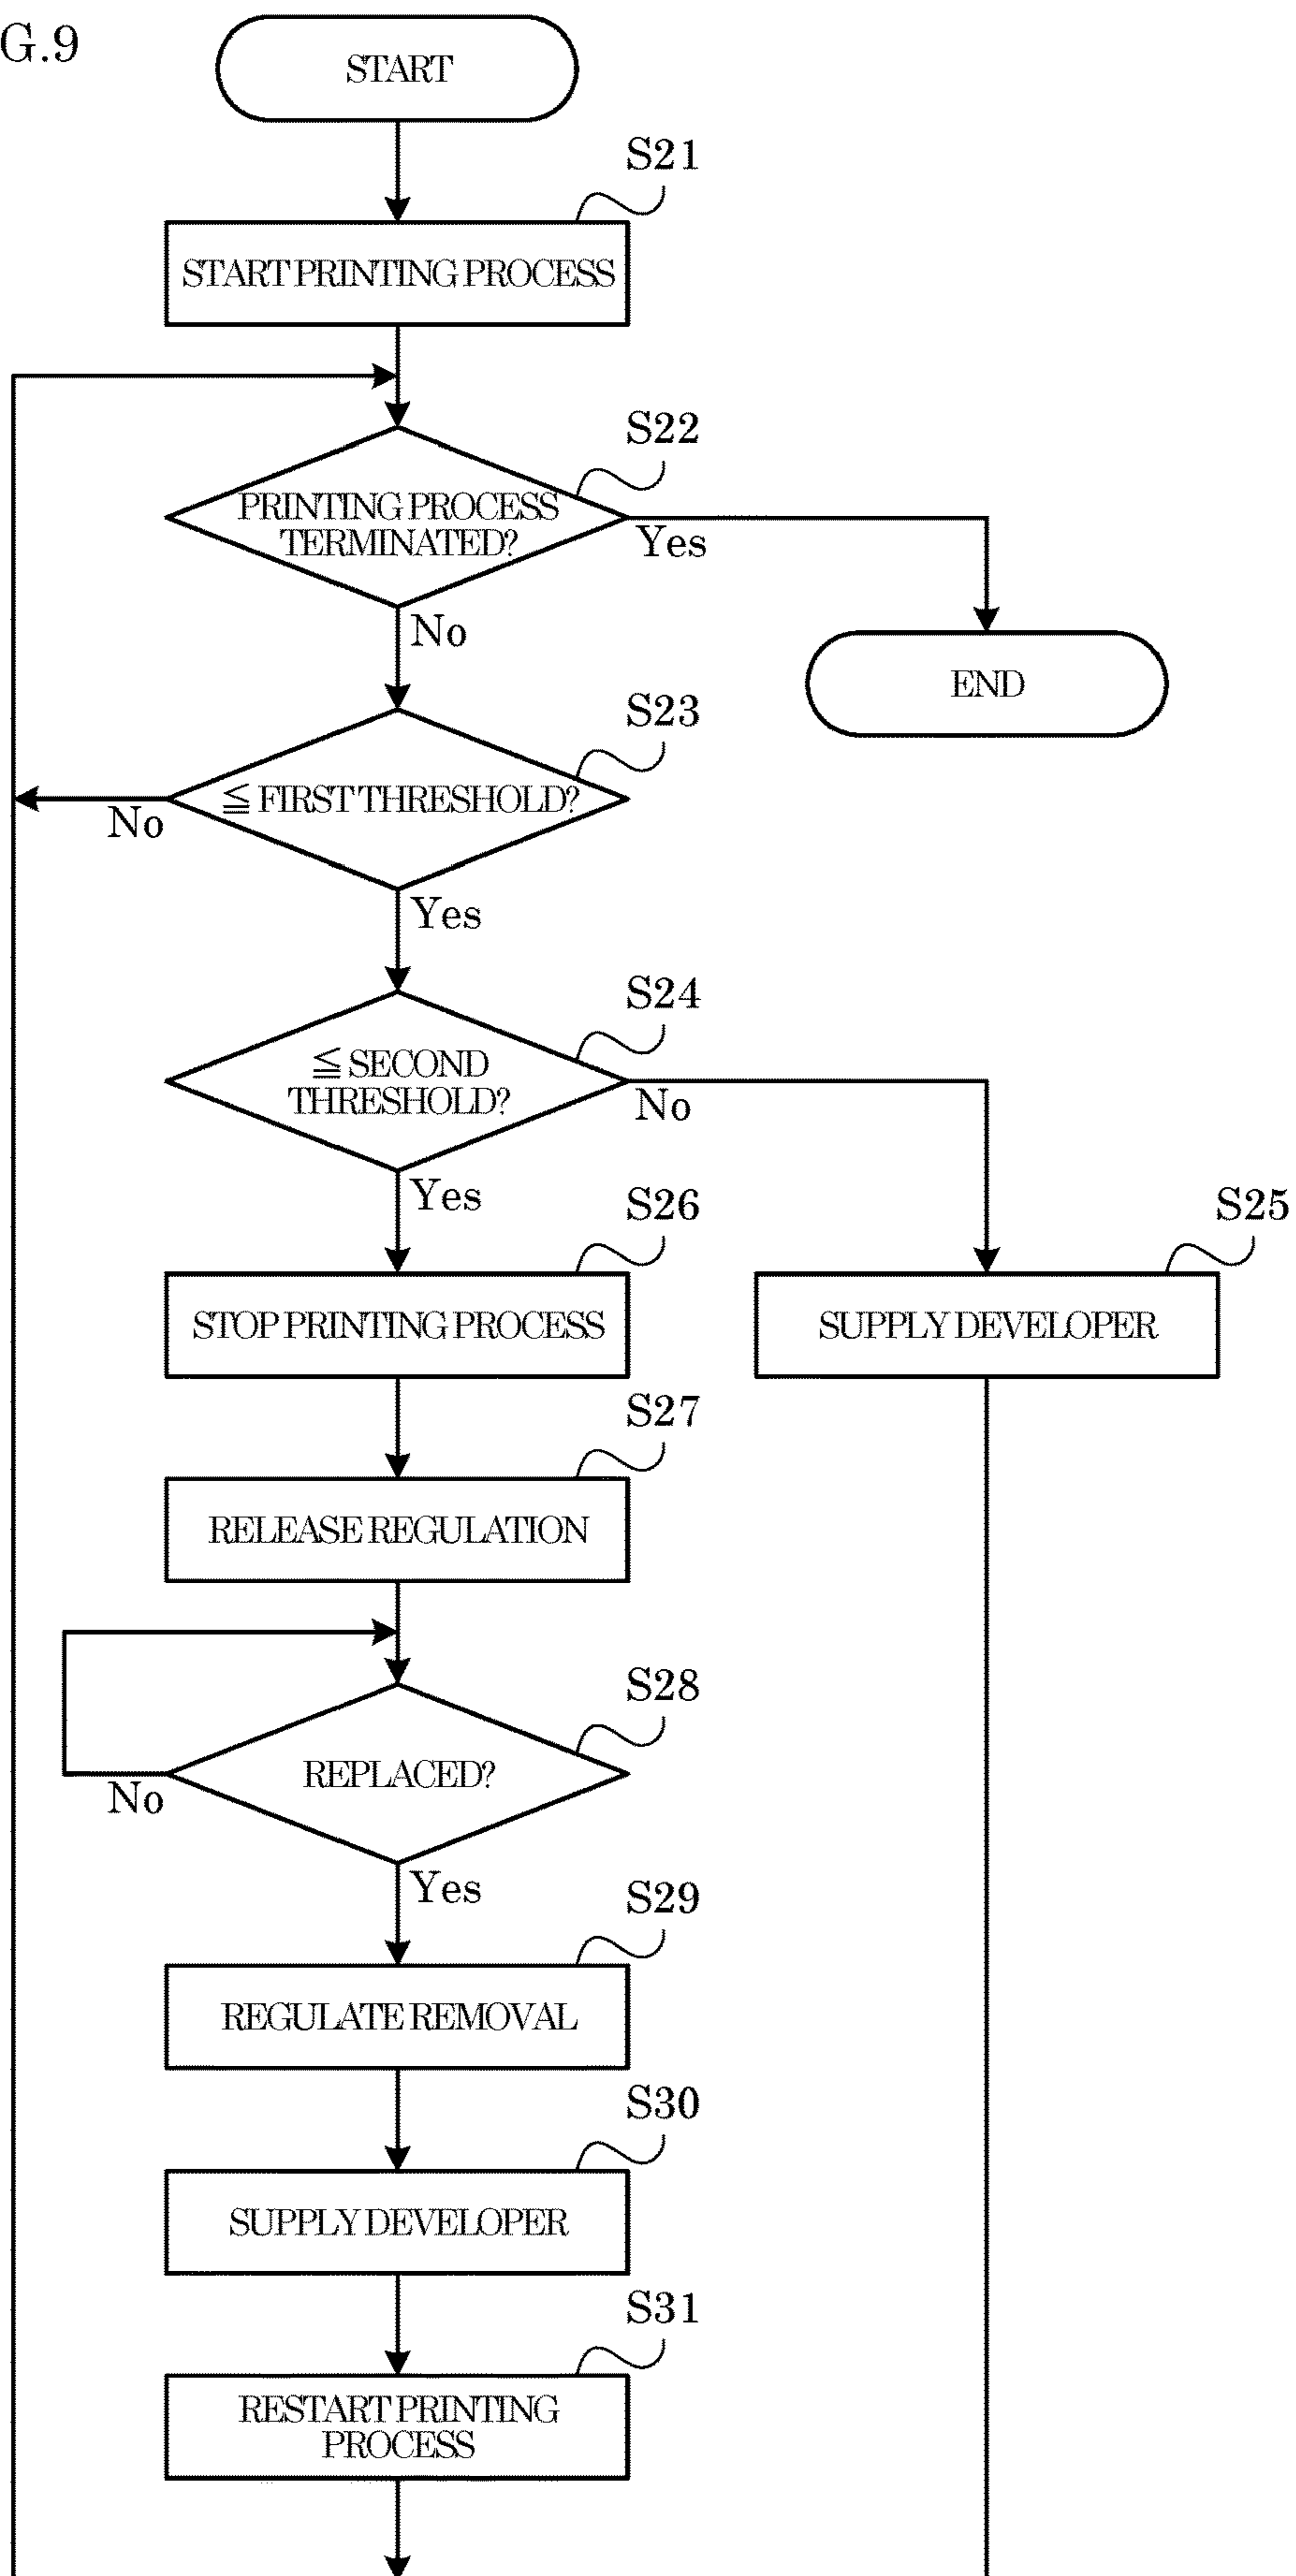 G.9
START
S21
START PRINTING PROCESS
S22
PRINTING PROCESS
TERMINATED?
Yes
No
END
S23
≦ FIRST THRESHOLD?
No
Yes
S24
≦ SECOND
THRESHOLD?
No
Yes
S26
STOP PRINTING PROCESS
S25
SUPPLY DEVELOPER
S27
RELEASE REGULATION
S28
REPLACED?
No
Yes
S29
REGULATE REMOVAL
S30
SUPPLY DEVELOPER
S31
RESTART PRINTING
PROCESS